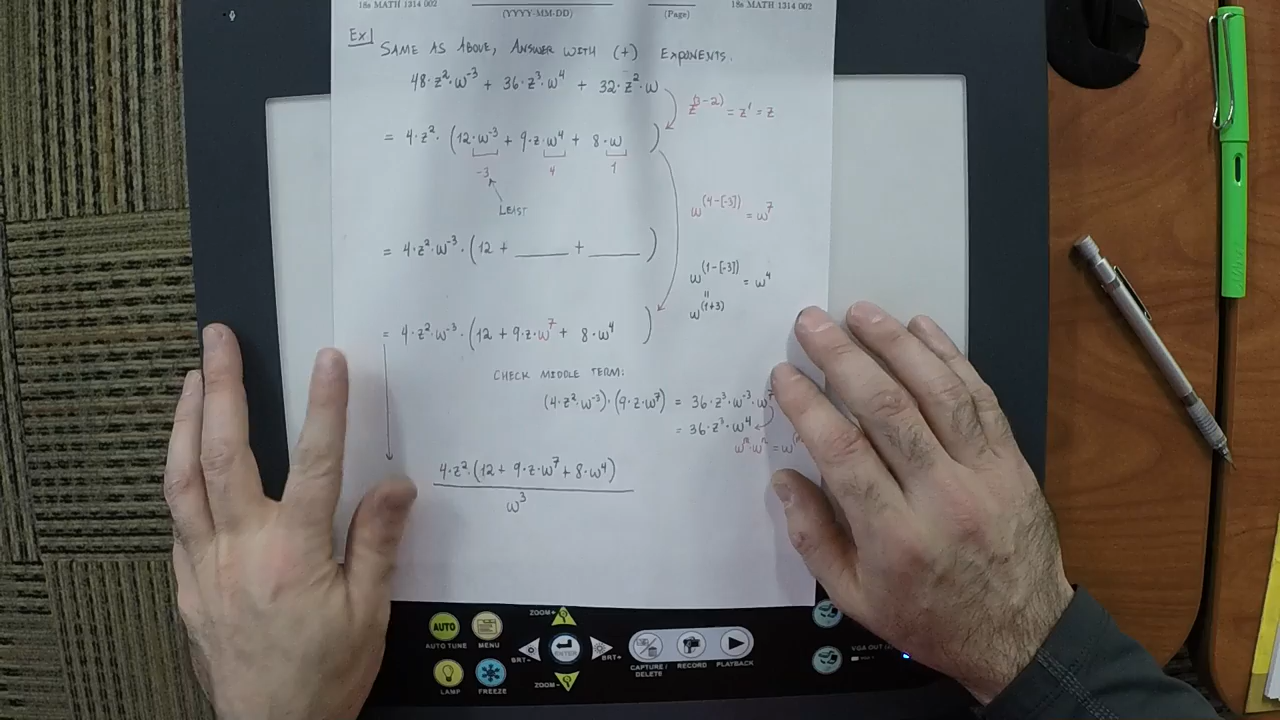 18s MATH 1314 002 (YYYY-MM-DD) (Page) 18s MATH 1314 002
Ex|
SAME AS ABOVE, ANSWER WITH (+) EXPONENTS.
48·z²·w⁻³ + 36·z³·w⁴ + 32·z²·w
z⁽³⁻²⁾ = z¹ = z
= 4·z²·(12·w⁻³ + 9·z·w⁴ + 8·w)
-3 4 1
LEAST
w⁽⁴⁻[⁻³]⁾ = w⁷
= 4·z²·w⁻³·(12 + ____ + ____)
w⁽¹⁻[⁻³]⁾ = w⁴
=
w⁽¹⁺³⁾
= 4·z²·w⁻³·(12 + 9·z·w⁷ + 8·w⁴)
CHECK MIDDLE TERM:
(4·z²·w⁻³)·(9·z·w⁷) = 36·z³·w⁻³·w⁷
= 36·z³·w⁴
= w
4·z²·(12 + 9·z·w⁷ + 8·w⁴)
w³
ZOOM+
AUTO
AUTO TUNE
MENU
BRT-
ENTER
BRT+
CAPTURE / DELETE
RECORD
PLAYBACK
VGA OUT
LAMP
FREEZE
ZOOM-